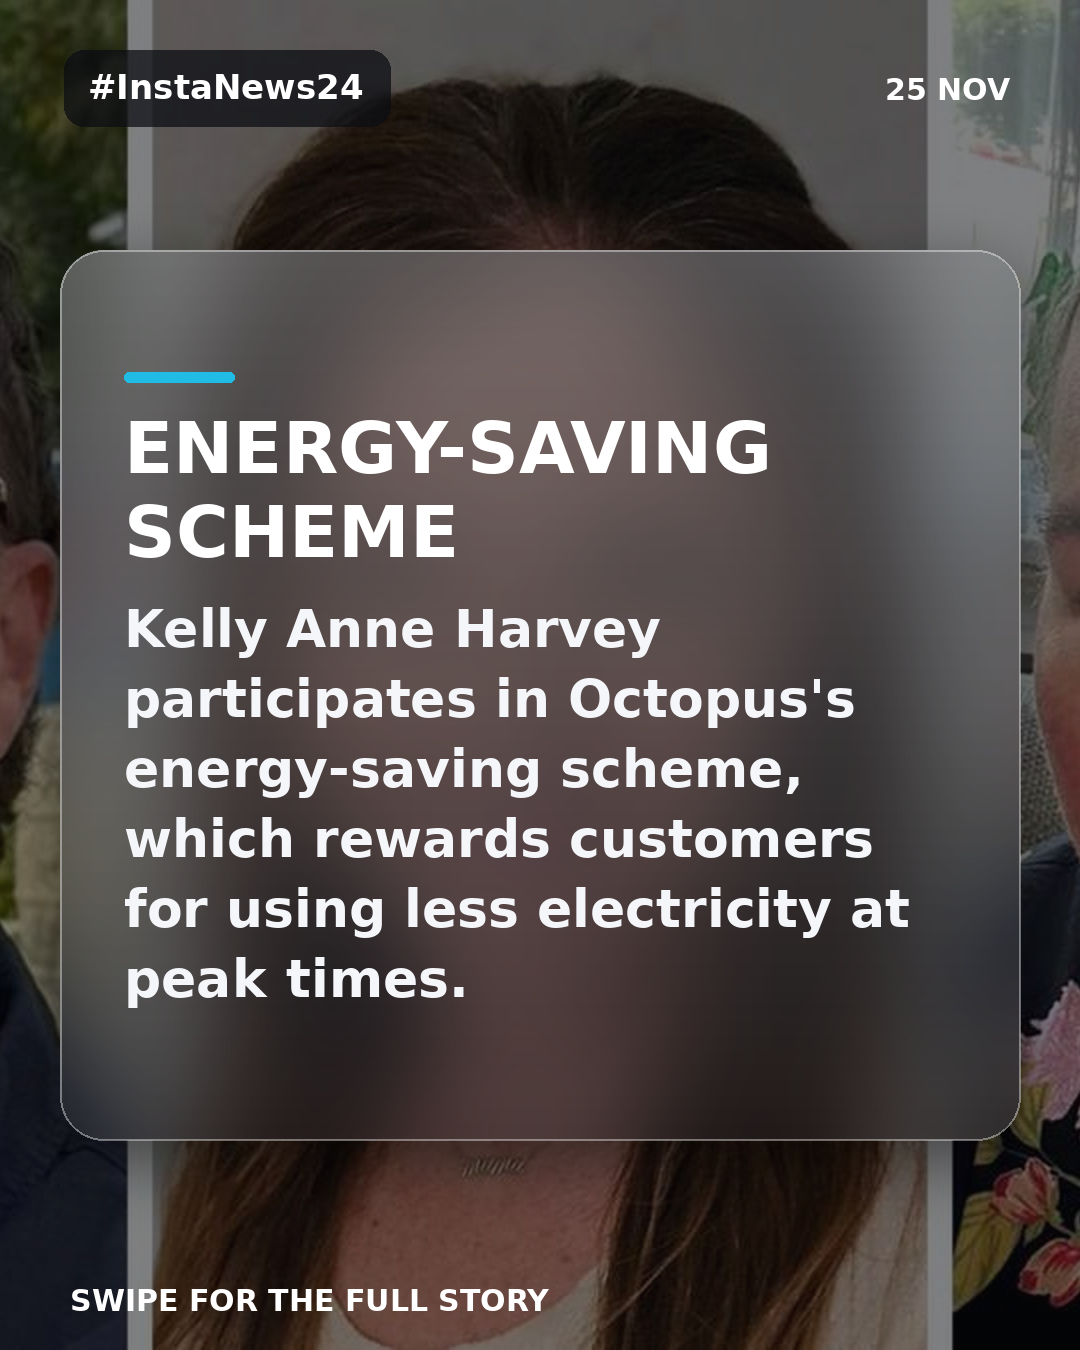 #InstaNews24
25 NOV
ENERGY-SAVING
SCHEME
Kelly Anne Harvey
participates in Octopus's
energy-saving scheme,
which rewards customers
for using less electricity at
peak times.
mama
SWIPE FOR THE FULL STORY